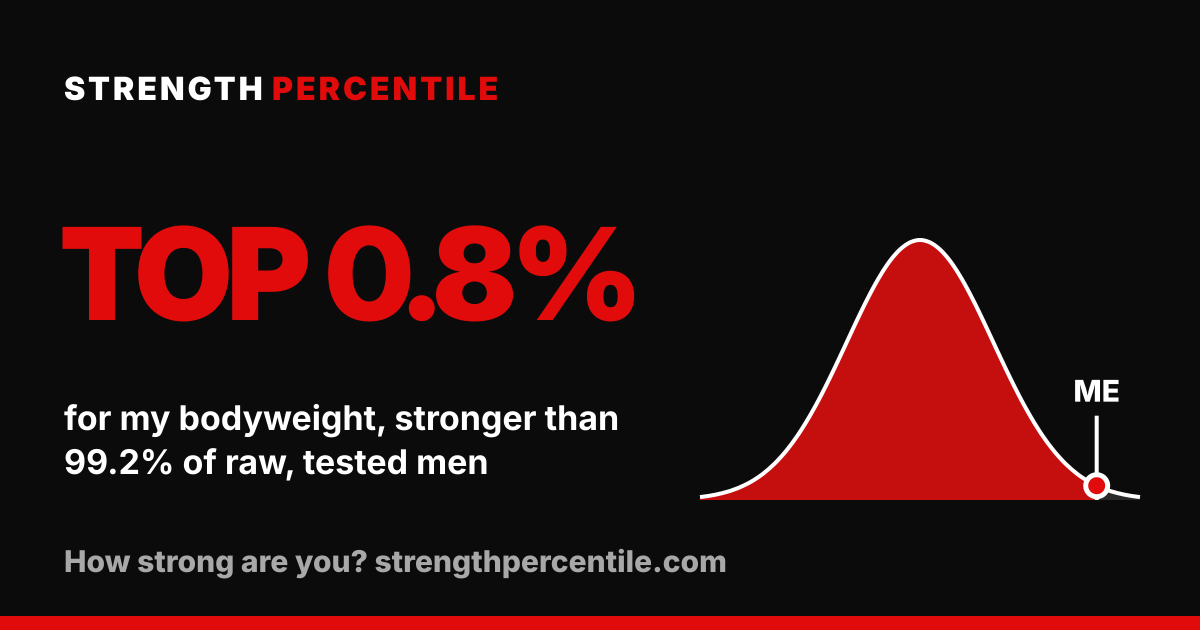 STRENGTH PERCENTILE
TOP 0.8%
for my bodyweight, stronger than
99.2% of raw, tested men
ME
How strong are you? strengthpercentile.com